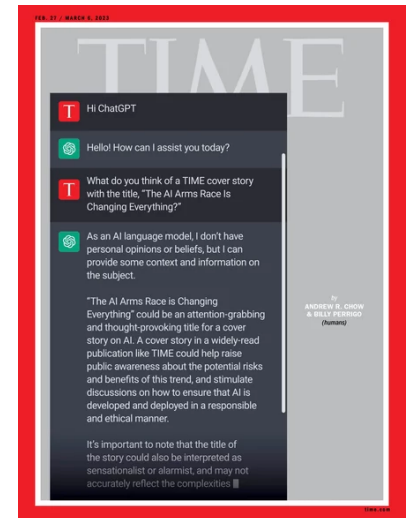 FEB. 27 / MARCH 6, 2023
TIME
T Hi ChatGPT
Hello! How can I assist you today?
T What do you think of a TIME cover story
with the title, "The AI Arms Race Is
Changing Everything?"
As an AI language model, I don't have
personal opinions or beliefs, but I can
provide some context and information on
the subject.
"The AI Arms Race is Changing
Everything" could be an attention-grabbing
and thought-provoking title for a cover
story on AI. A cover story in a widely-read
publication like TIME could help raise
public awareness about the potential risks
and benefits of this trend, and stimulate
discussions on how to ensure that AI is
developed and deployed in a responsible
and ethical manner.
It's important to note that the title of
the story could also be interpreted as
sensationalist or alarmist, and may not
accurately reflect the complexities
by
ANDREW R. CHOW
& BILLY PERRIGO
(humans)
time.com